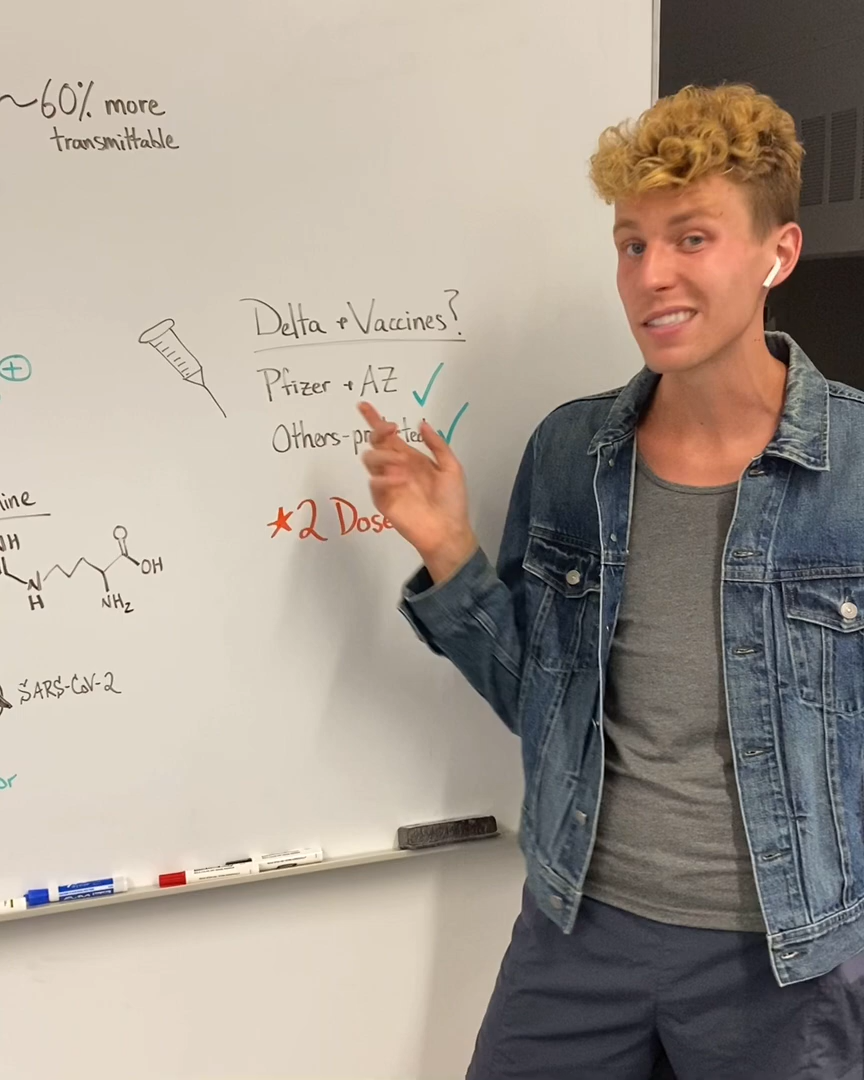 ~60% more
transmittable
Delta + Vaccines?
Pfizer + AZ ✓
Others-
*2 Dose
NH
N
H
OH
NH₂
SARS-CoV-2